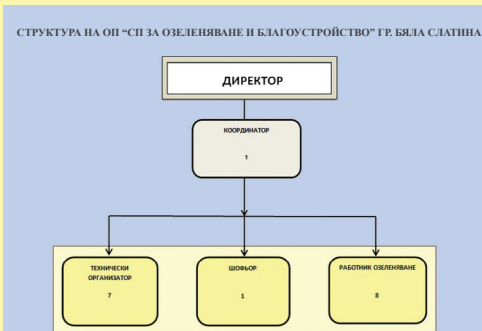 СТРУКТУРА НА ОП “СП ЗА ОЗЕЛЕНЯВАНЕ И БЛАГОУСТРОЙСТВО” ГР. БЯЛА СЛАТИНА
ДИРЕКТОР
КООРДИНАТОР
1
ТЕХНИЧЕСКИ
ОРГАНИЗАТОР
7
ШОФЬОР
1
РАБОТНИК ОЗЕЛЕНЯВАНЕ
8